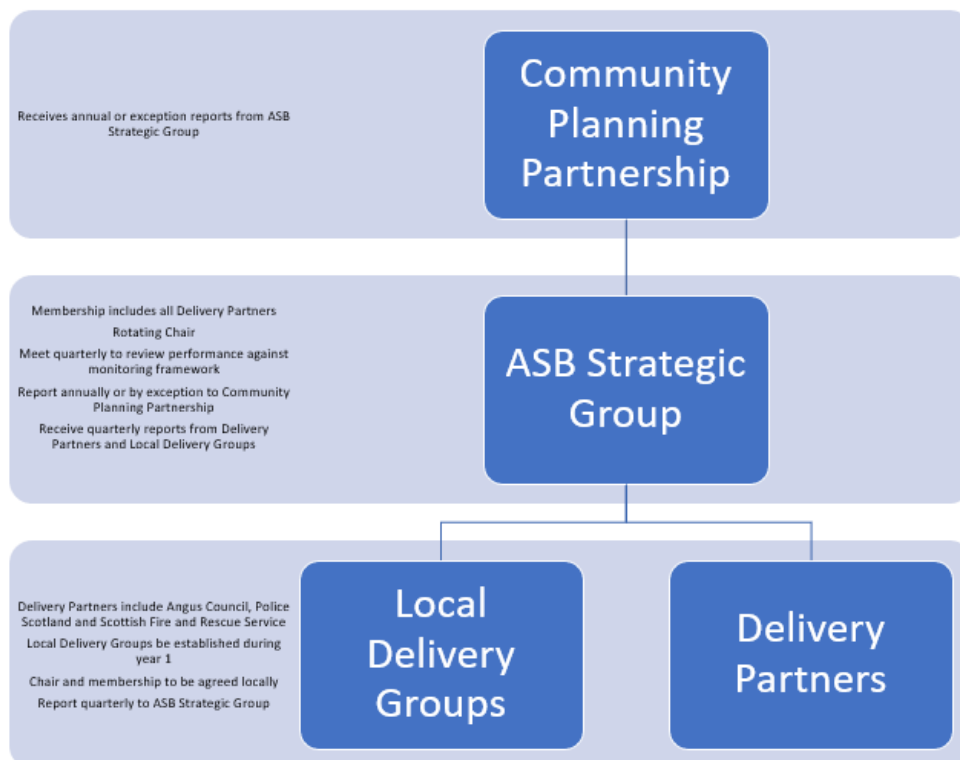 Receives annual or exception reports from ASB
Strategic Group
Community
Planning
Partnership
Membership includes all Delivery Partners
Rotating Chair
Meet quarterly to review performance against
monitoring framework
Report annually or by exception to Community
Planning Partnership
Receive quarterly reports from Delivery
Partners and Local Delivery Groups
ASB Strategic
Group
Delivery Partners include Angus Council, Police
Scotland and Scottish Fire and Rescue Service
Local Delivery Groups be established during
year 1
Chair and membership to be agreed locally
Report quarterly to ASB Strategic Group
Local
Delivery
Groups
Delivery
Partners